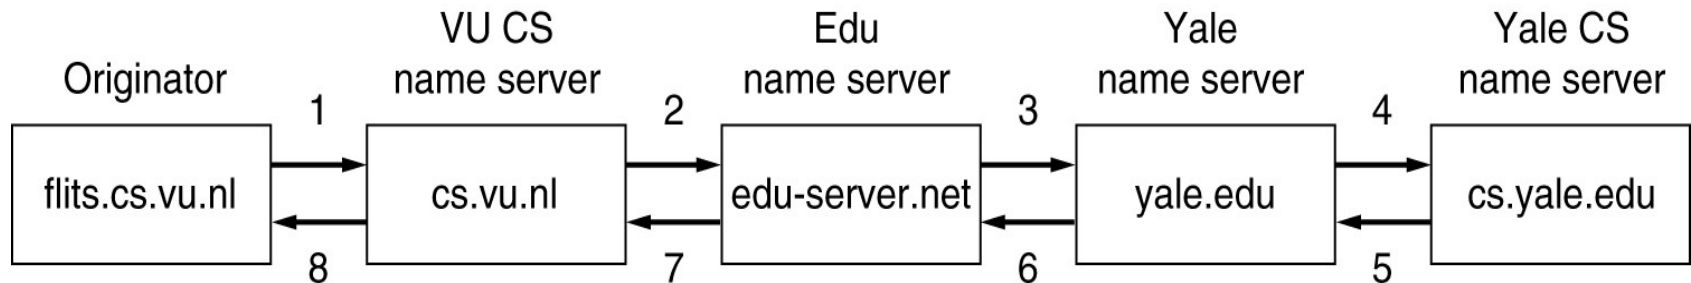 Originator
VU CS
name server
Edu
name server
Yale
name server
Yale CS
name server
1
2
3
4
flits.cs.vu.nl
cs.vu.nl
edu-server.net
yale.edu
cs.yale.edu
8
7
6
5